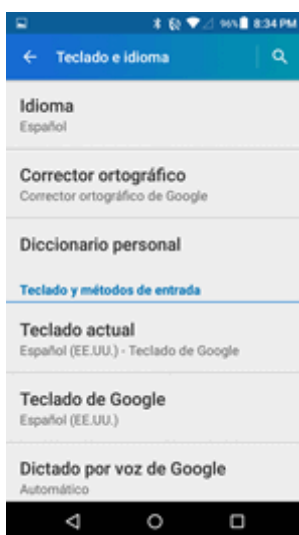 96% 8:34 PM
Teclado e idioma
Idioma
Español
Corrector ortográfico
Corrector ortográfico de Google
Diccionario personal
Teclado y métodos de entrada
Teclado actual
Español (EE.UU.) - Teclado de Google
Teclado de Google
Español (EE.UU.)
Dictado por voz de Google
Automático